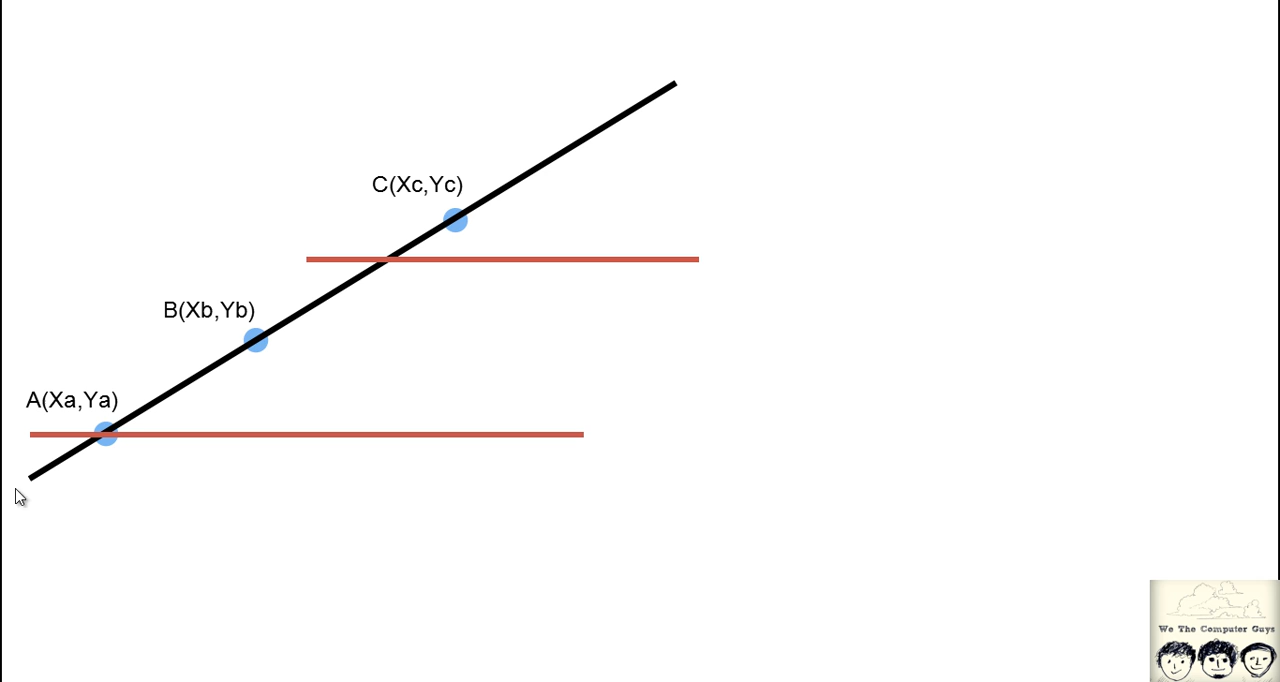 C(Xc,Yc)
B(Xb,Yb)
A(Xa,Ya)
We The Computer Guys